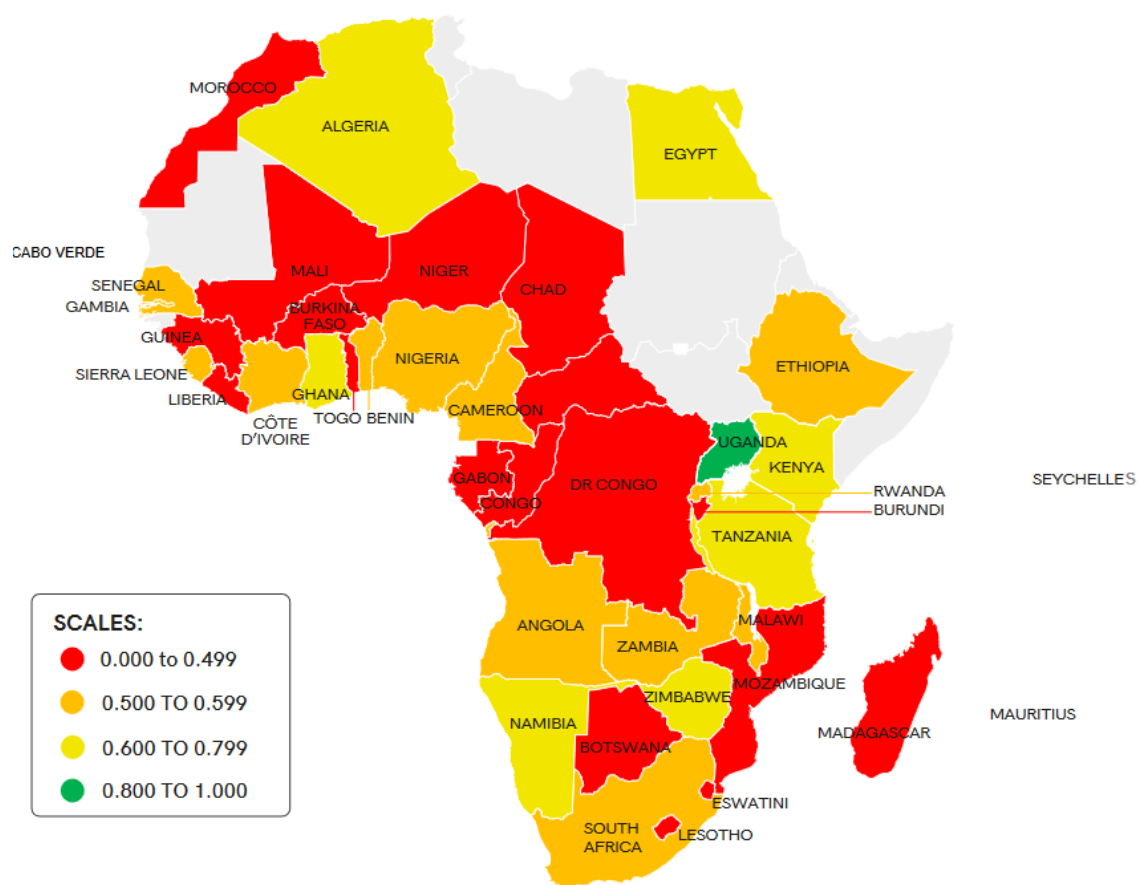 MOROCCO
ALGERIA
EGYPT
CABO VERDE
MALI
NIGER
CHAD
SENEGAL
GAMBIA
BURKINA
FASO
GUINEA
NIGERIA
ETHIOPIA
SIERRA LEONE
LIBERIA
GHANA
CAMEROON
TOGO
BENIN
CÔTE
D'IVOIRE
UGANDA
KENYA
GABON
DR CONGO
SEYCHELLES
CONGO
RWANDA
BURUNDI
TANZANIA
ANGOLA
MALAWI
ZAMBIA
MOZAMBIQUE
ZIMBABWE
NAMIBIA
MAURITIUS
MADAGASCAR
BOTSWANA
ESWATINI
SOUTH
AFRICA
LESOTHO
SCALES:
0.000 to 0.499
0.500 TO 0.599
0.600 TO 0.799
0.800 TO 1.000